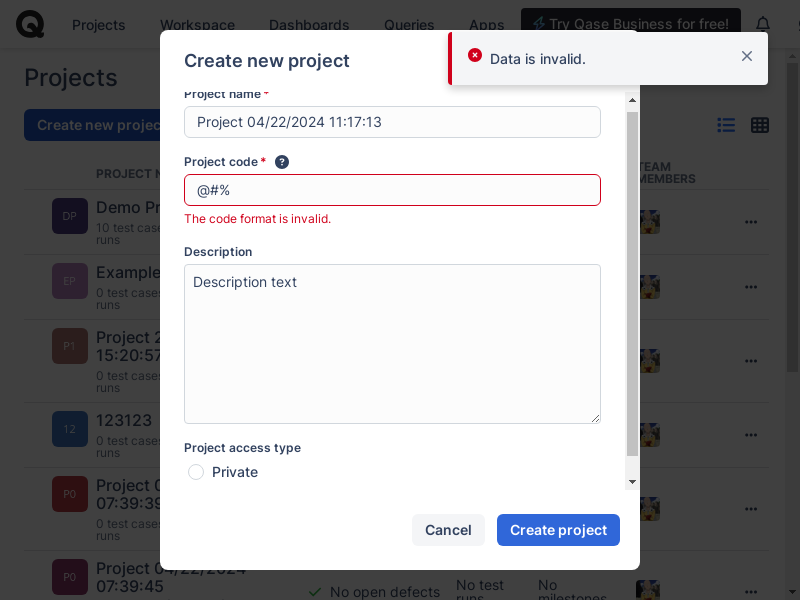 Projects
Workspace
Dashboards
Queries
Apps
⚡Try Qase Business for free!
Projects
Create new projec
PROJECT N
TEAM
MEMBERS
DP
Demo Pr
10 test case
runs
EP
Example
0 test cases
runs
P1
Project 2
15:20:57
0 test cases
runs
12
123123
0 test cases
runs
P0
Project 0
07:39:39
0 test cases
runs
P0
Project 04/22/2024
07:39:45
No open defects
No test
runs
No
milestones
Create new project
Data is invalid.
Project name *
Project 04/22/2024 11:17:13
Project code * ?
@#%
The code format is invalid.
Description
Description text
Project access type
Private
Cancel
Create project